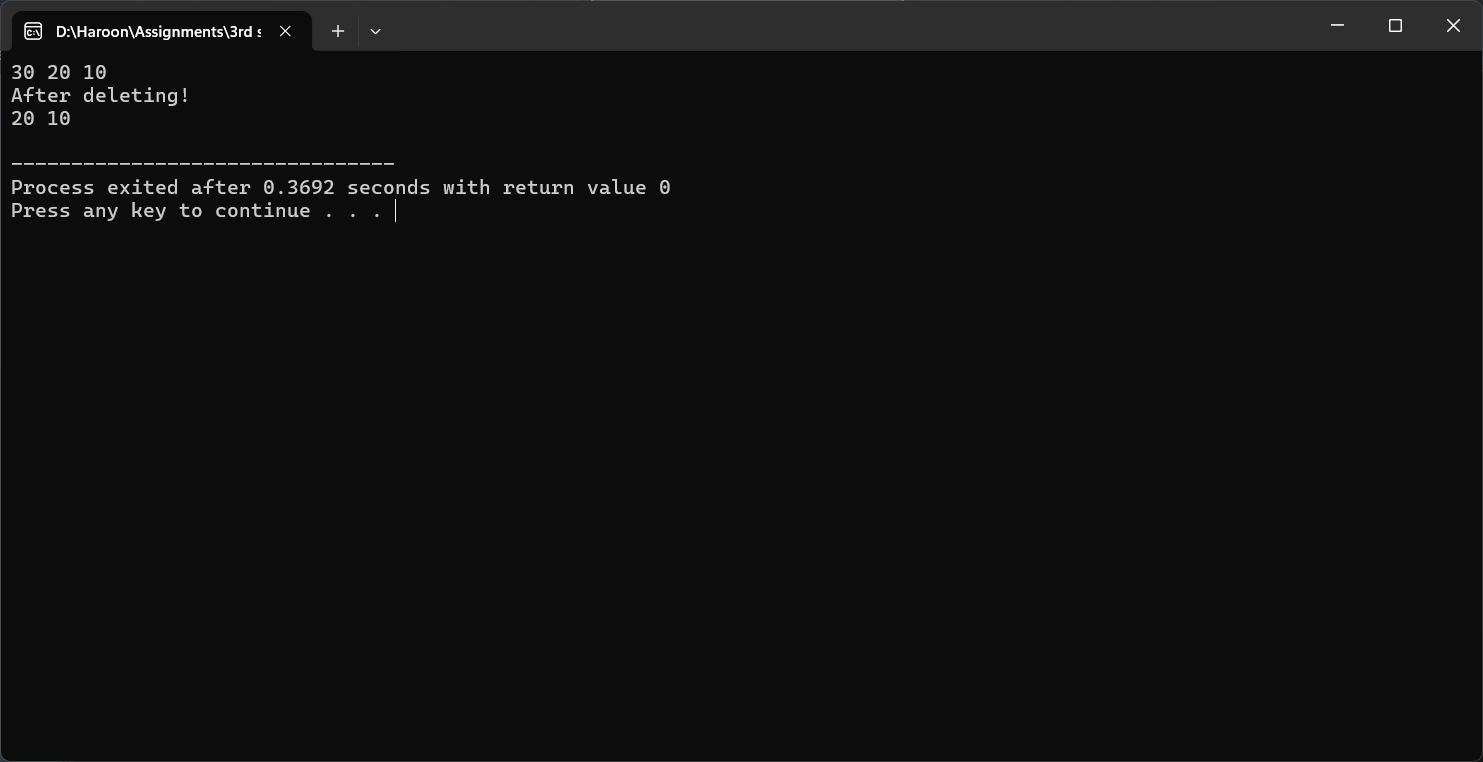 D:\Haroon\Assignments\3rd s
30 20 10
After deleting!
20 10
--------------------------------
Process exited after 0.3692 seconds with return value 0
Press any key to continue . . .